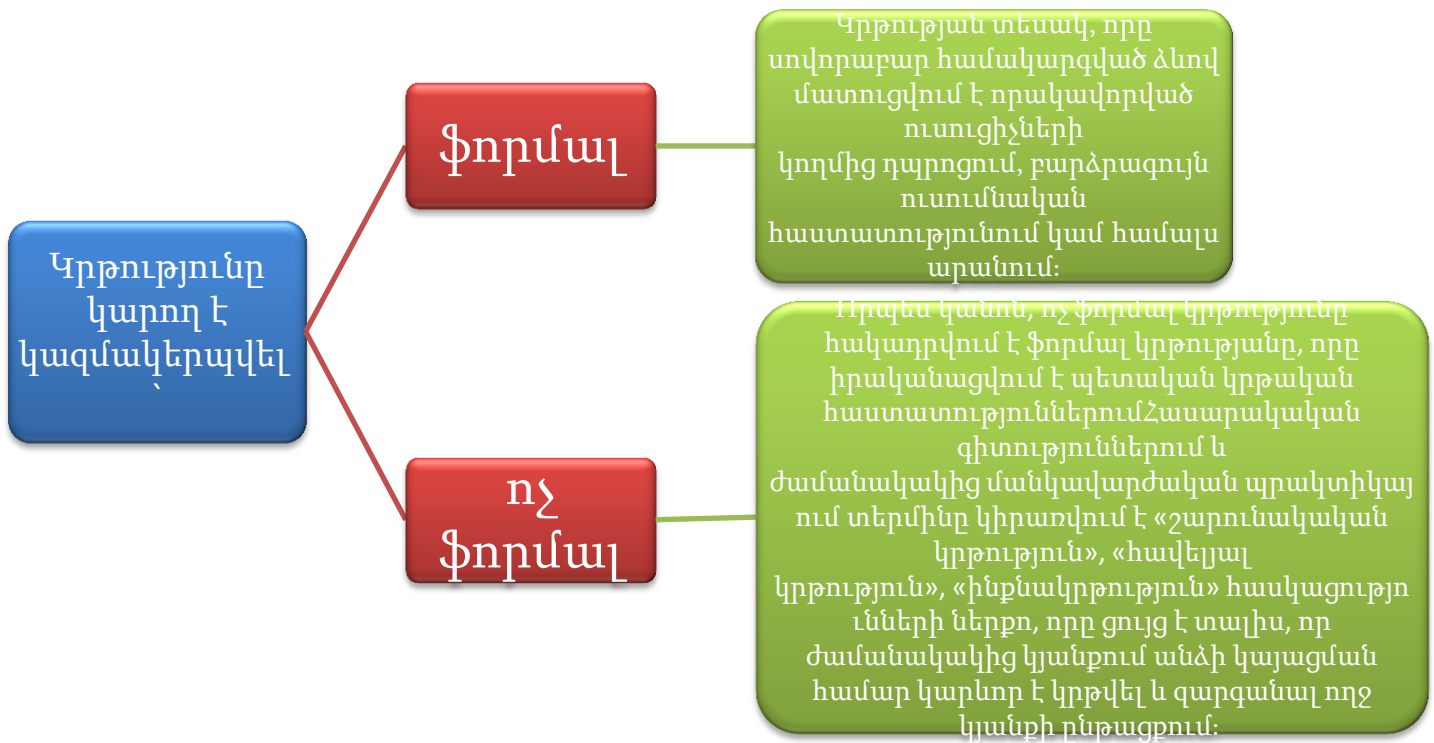 Կրթությունը
կարող է
կազմակերպվել
՝
ֆորմալ
Կրթության տեսակ, որը
սովորաբար համակարգված ձևով
մատուցվում է որակավորված
ուսուցիչների
կողմից դպրոցում, բարձրագույն
ուսումնական
հաստատությունում կամ համալս
արանում:
ոչ
ֆորմալ
Որպես կանոն, ոչ ֆորմալ կրթությունը
հակադրվում է ֆորմալ կրթությանը, որը
իրականացվում է պետական կրթական
հաստատություններումՀասարակական
գիտություններում և
ժամանակակից մանկավարժական պրակտիկայ
ում տերմինը կիրառվում է «շարունակական
կրթություն», «հավելյալ
կրթություն», «ինքնակրթություն» հասկացությո
ւնների ներքո, որը ցույց է տալիս, որ
ժամանակակից կյանքում անձի կայացման
համար կարևոր է կրթվել և զարգանալ ողջ
կյանքի ընթացքում: